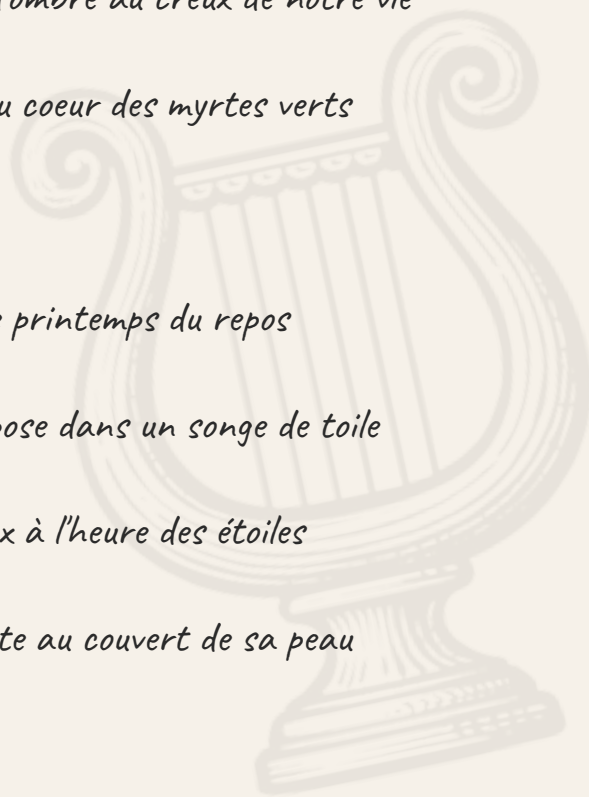 ombre au creux de notre vie
coeur des myrtes verts
printemps du repos
dans un songe de toile
à l'heure des étoiles
au couvert de sa peau